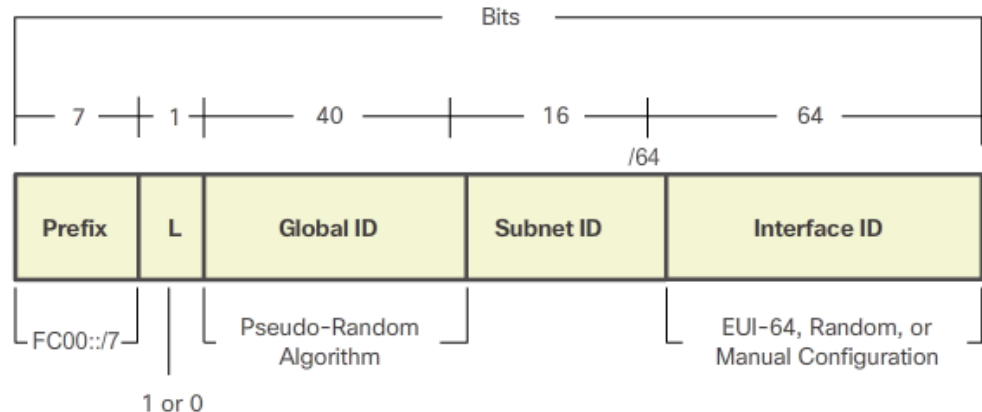 Bits
7 1 40 16 64
/64
Prefix L Global ID Subnet ID Interface ID
FC00::/7
Pseudo-Random
Algorithm
EUI-64, Random, or
Manual Configuration
1 or 0